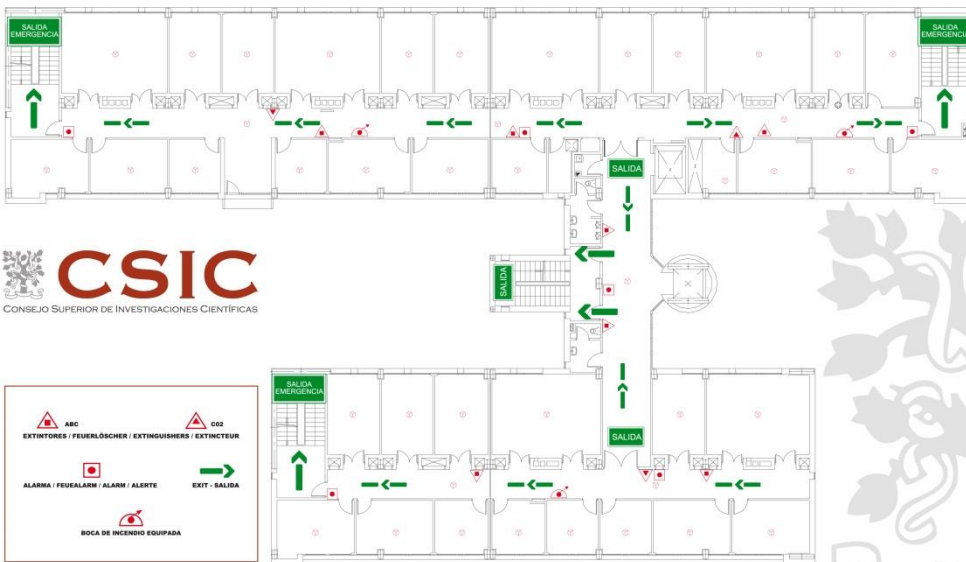 SALIDA
EMERGENCIA
SALIDA
EMERGENCIA
SALIDA
CSIC
CONSEJO SUPERIOR DE INVESTIGACIONES CIENTÍFICAS
SALIDA
SALIDA
EMERGENCIA
SALIDA
ABC
CO2
EXTINTORES / FEUERLÖSCHER / EXTINGUISHERS / EXTINCTEUR
ALARMA / FEUEALARM / ALARM / ALERTE
EXIT - SALIDA
BOCA DE INCENDIO EQUIPADA